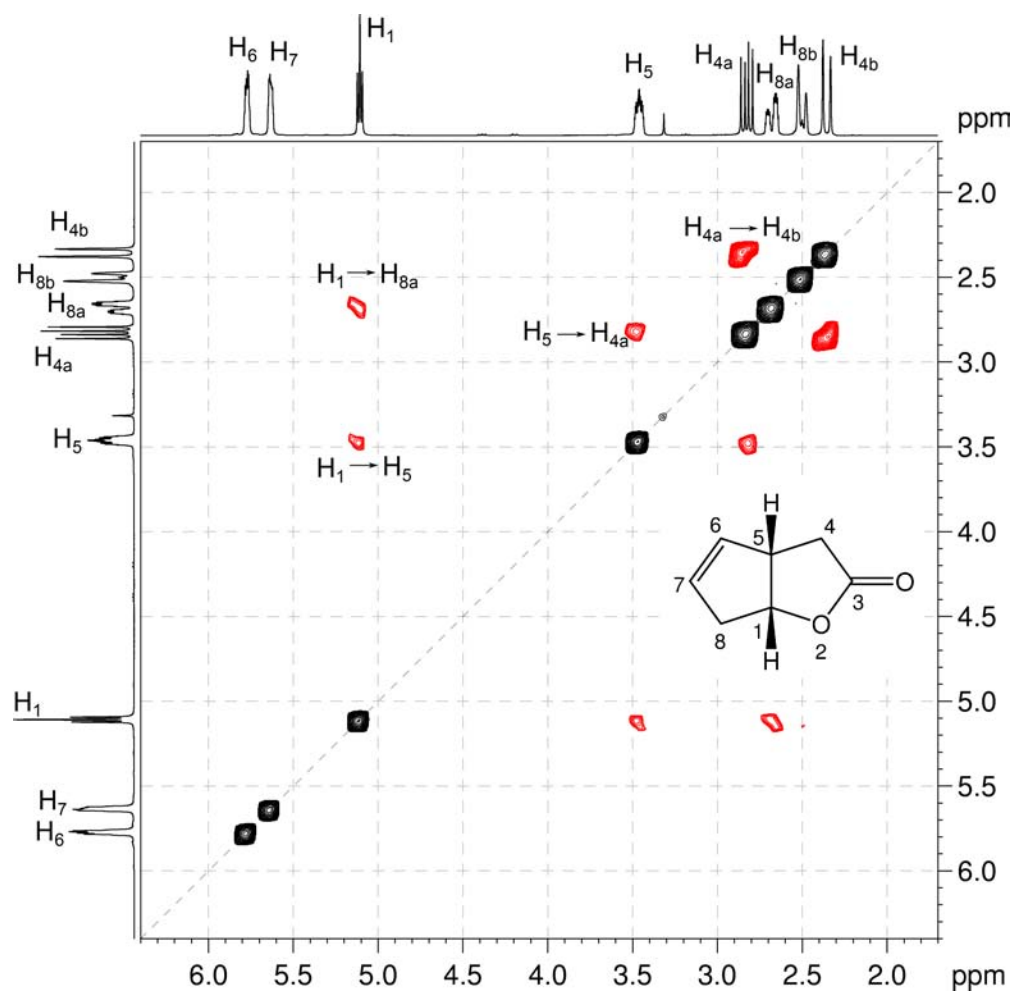 H6 H7 H1 H5 H4a H8a H8b H4b
ppm
H4b
H8b
H8a
H4a
H5
H1
H7
H6
H4a → H4b
H1 → H8a
H5 → H4a
H1 → H5
H
6
5
4
7
3
O
8
1
O
2
H
2.0
2.5
3.0
3.5
4.0
4.5
5.0
5.5
6.0
6.0 5.5 5.0 4.5 4.0 3.5 3.0 2.5 2.0 ppm